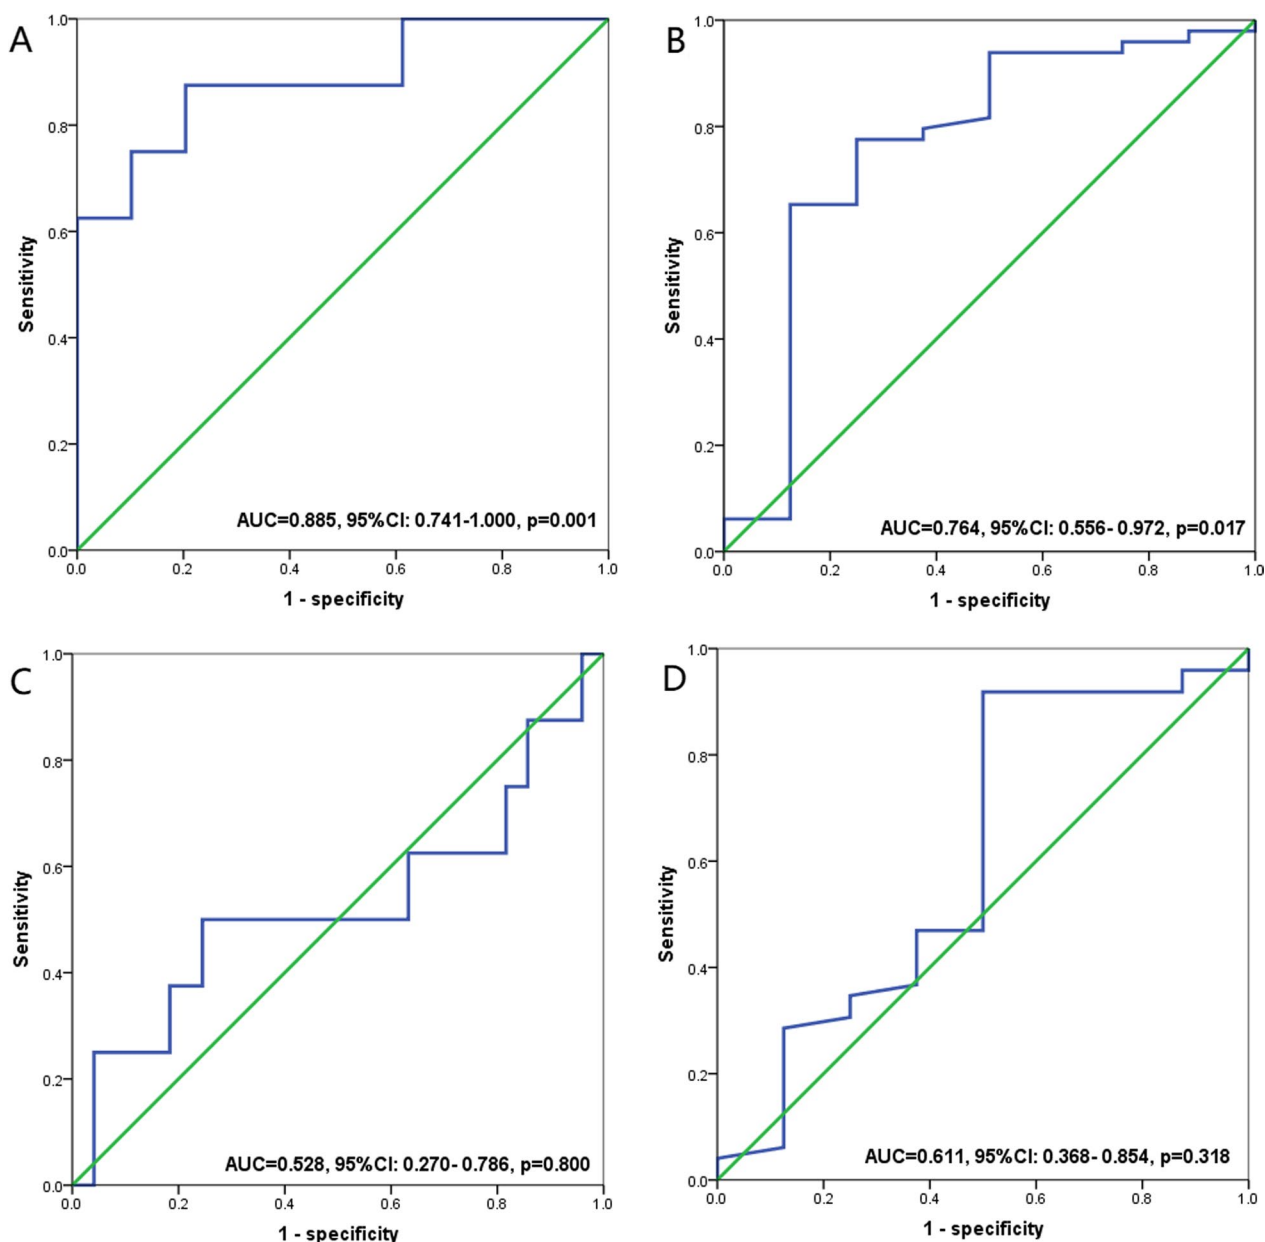 A
1.0
0.8
0.6
0.4
0.2
0.0
Sensitivity
AUC=0.885, 95%CI: 0.741-1.000, p=0.001
0.0 0.2 0.4 0.6 0.8 1.0
1 - specificity
B
1.0
0.8
0.6
0.4
0.2
0.0
Sensitivity
AUC=0.764, 95%CI: 0.556- 0.972, p=0.017
0.0 0.2 0.4 0.6 0.8 1.0
1 - specificity
C
1.0
0.8
0.6
0.4
0.2
0.0
Sensitivity
AUC=0.528, 95%CI: 0.270- 0.786, p=0.800
0.0 0.2 0.4 0.6 0.8 1.0
1 - specificity
D
1.0
0.8
0.6
0.4
0.2
0.0
Sensitivity
AUC=0.611, 95%CI: 0.368- 0.854, p=0.318
0.0 0.2 0.4 0.6 0.8 1.0
1 - specificity